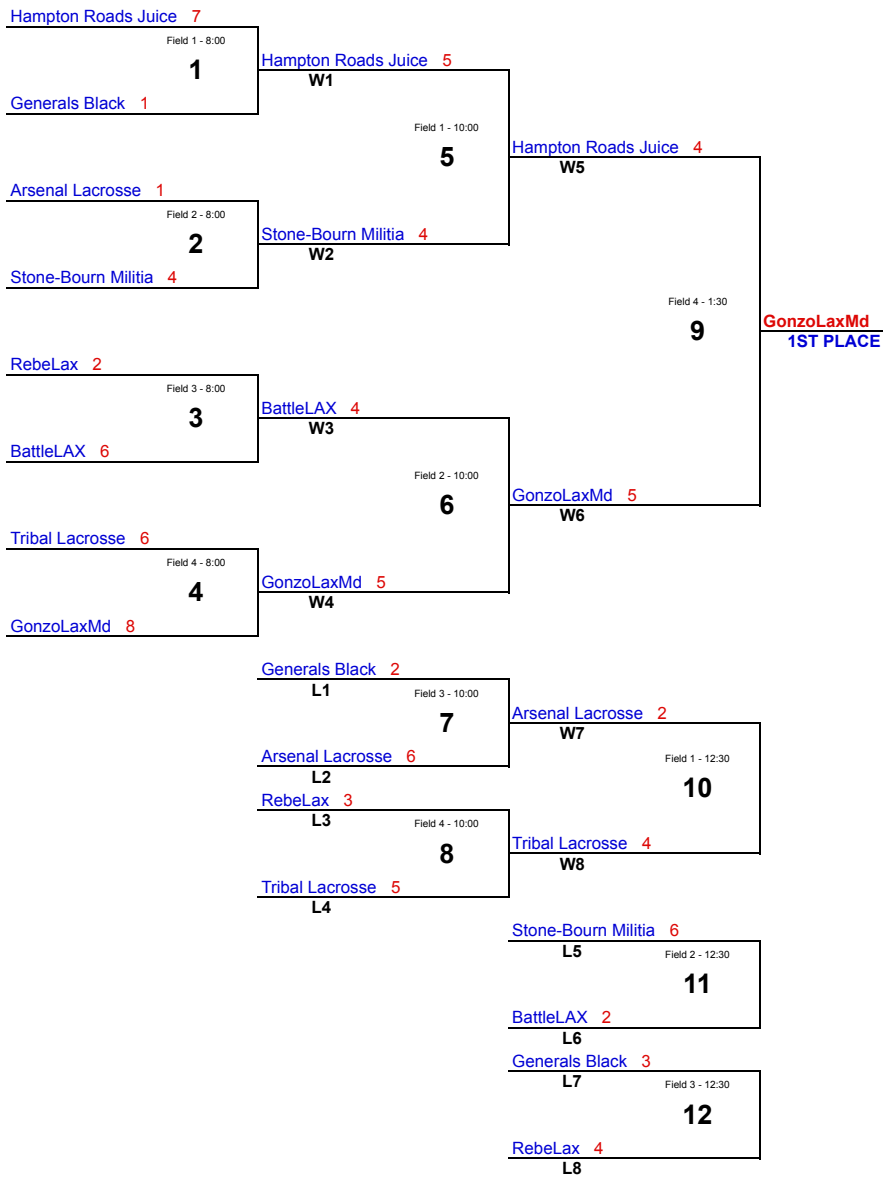 Hampton Roads Juice 7
Field 1 - 8:00
1
Hampton Roads Juice 5
W1
Generals Black 1
Field 1 - 10:00
5
Hampton Roads Juice 4
W5
Arsenal Lacrosse 1
Field 2 - 8:00
2
Stone-Bourn Militia 4
W2
Stone-Bourn Militia 4
Field 4 - 1:30
9
GonzoLaxMd
1ST PLACE
RebeLax 2
Field 3 - 8:00
3
BattleLAX 4
W3
BattleLAX 6
Field 2 - 10:00
6
GonzoLaxMd 5
W6
Tribal Lacrosse 6
Field 4 - 8:00
4
GonzoLaxMd 5
W4
GonzoLaxMd 8
Generals Black 2
L1
Field 3 - 10:00
7
Arsenal Lacrosse 2
W7
Arsenal Lacrosse 6
L2
Field 1 - 12:30
10
RebeLax 3
L3
Field 4 - 10:00
8
Tribal Lacrosse 4
W8
Tribal Lacrosse 5
L4
Stone-Bourn Militia 6
L5
Field 2 - 12:30
11
BattleLAX 2
L6
Generals Black 3
L7
Field 3 - 12:30
12
RebeLax 4
L8